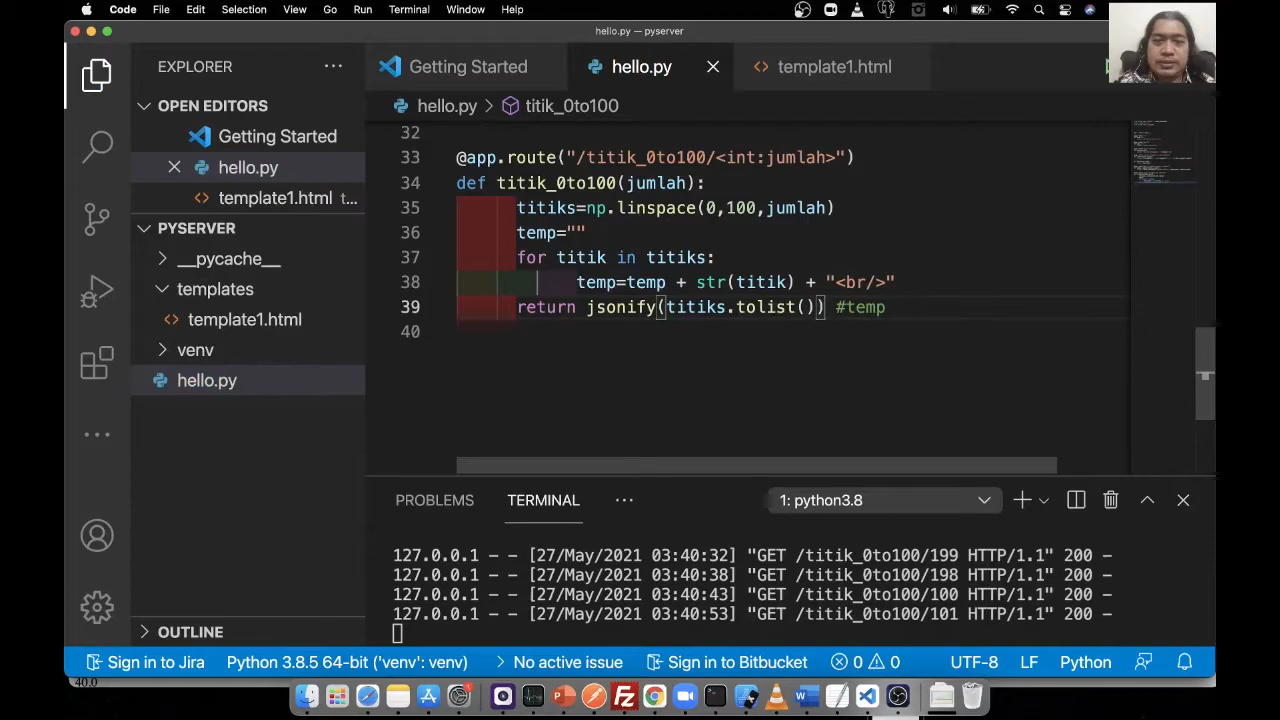 Code File Edit Selection View Go Run Terminal Window Help
hello.py — pyserver
EXPLORER
Getting Started
hello.py
template1.html
OPEN EDITORS
Getting Started
hello.py
template1.html t...
PYSERVER
__pycache__
templates
template1.html
venv
hello.py
OUTLINE
hello.py > titik_0to100
32
33 @app.route("/titik_0to100/<int:jumlah>")
34 def titik_0to100(jumlah):
35 titiks=np.linspace(0,100,jumlah)
36 temp=""
37 for titik in titiks:
38 temp=temp + str(titik) + "<br/>"
39 return jsonify(titiks.tolist()) #temp
40
PROBLEMS TERMINAL 1: python3.8
127.0.0.1 - - [27/May/2021 03:40:32] "GET /titik_0to100/199 HTTP/1.1" 200 -
127.0.0.1 - - [27/May/2021 03:40:38] "GET /titik_0to100/198 HTTP/1.1" 200 -
127.0.0.1 - - [27/May/2021 03:40:43] "GET /titik_0to100/100 HTTP/1.1" 200 -
127.0.0.1 - - [27/May/2021 03:40:53] "GET /titik_0to100/101 HTTP/1.1" 200 -
Sign in to Jira Python 3.8.5 64-bit ('venv': venv) No active issue Sign in to Bitbucket 0 0 UTF-8 LF Python
40.0